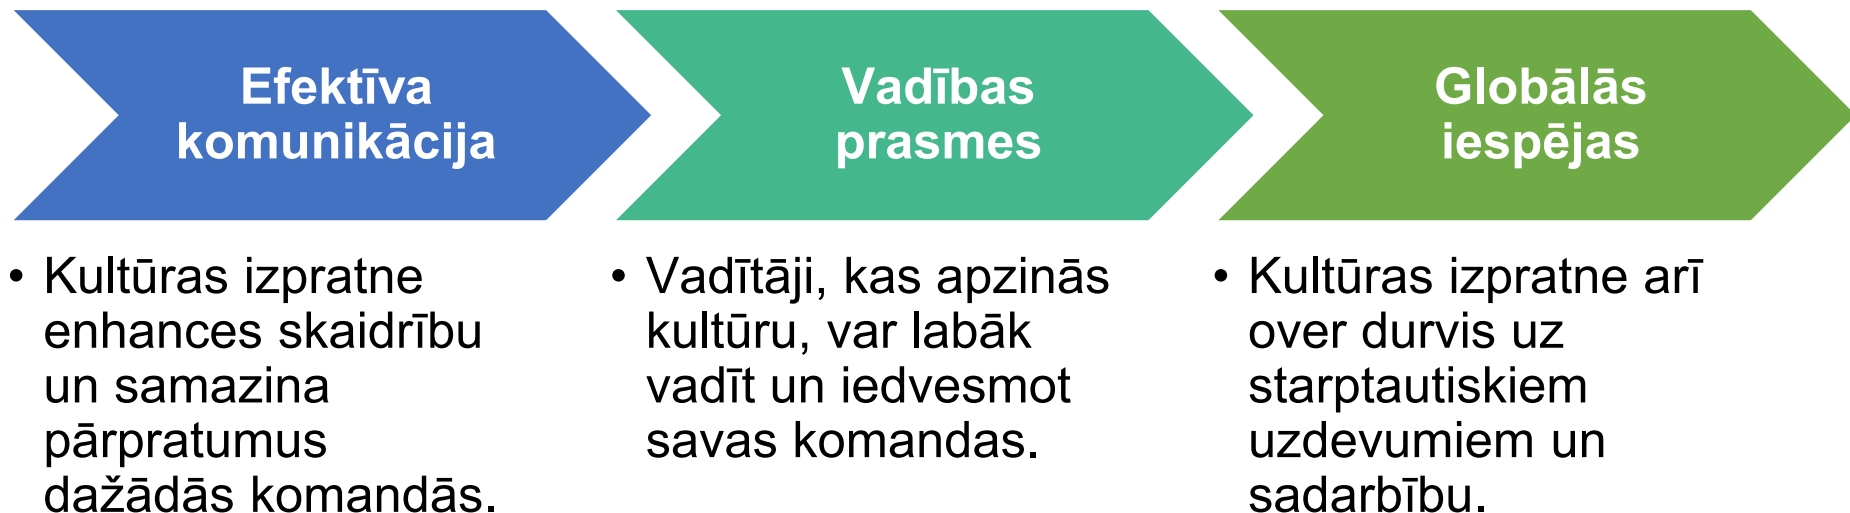 Efektīva
komunikācija
• Kultūras izpratne
enhances skaidrību
un samazina
pārpratumus
dažādās komandās.
Vadības
prasmes
• Vadītāji, kas apzinās
kultūru, var labāk
vadīt un iedvesmot
savas komandas.
Globālās
iespējas
• Kultūras izpratne arī
over durvis uz
starptautiskiem
uzdevumiem un
sadarbību.